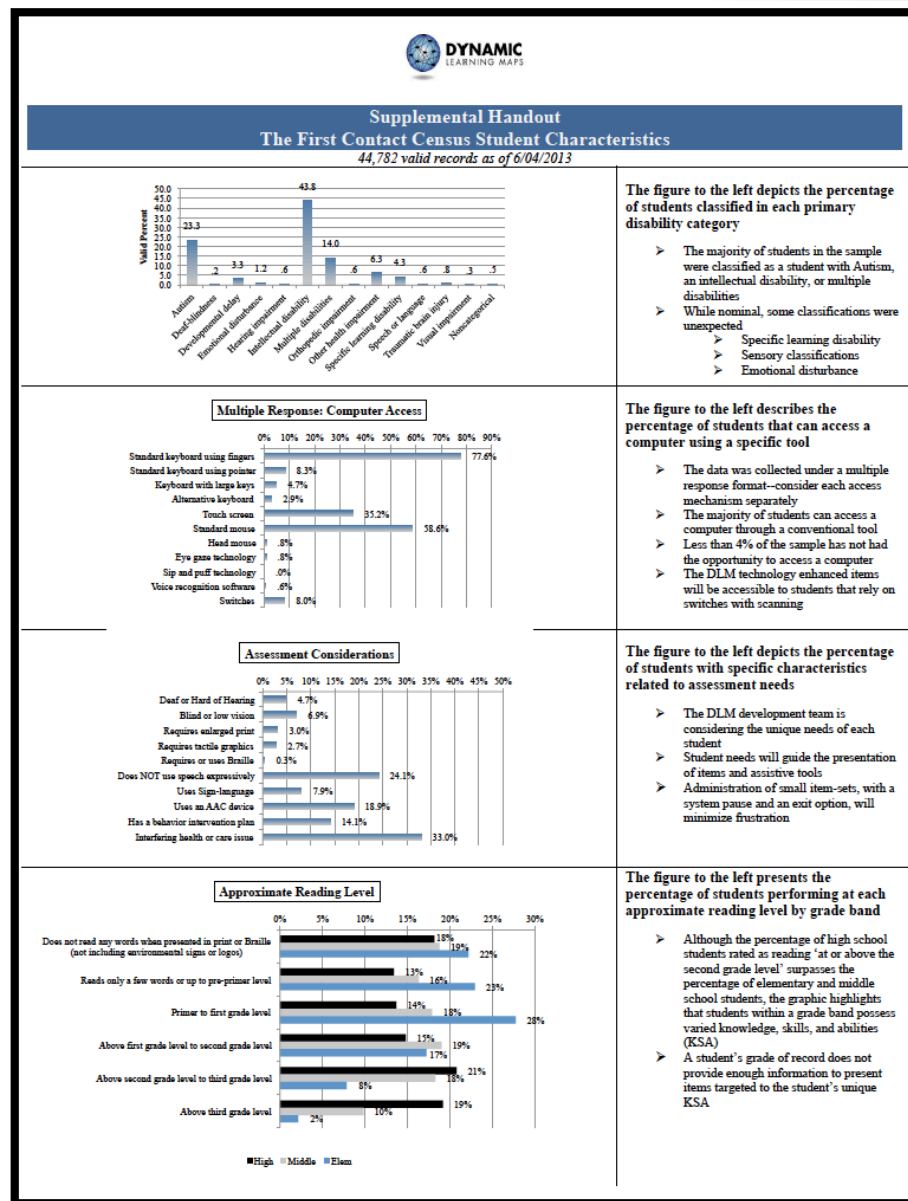 DYNAMIC
LEARNING MAPS
Supplemental Handout
The First Contact Census Student Characteristics
44,782 valid records as of 6/04/2013
Valid Percent
50.0
45.0
40.0
35.0
30.0
25.0
20.0
15.0
10.0
5.0
0.0
23.3
.2
3.3
1.2
.6
43.8
14.0
.6
6.3
4.3
.6
.8
.3
.5
Autism
Deaf-blindness
Developmental delay
Emotional disturbance
Hearing impairment
Intellectual disability
Multiple disabilities
Orthopedic impairment
Other health impairment
Specific learning disability
Speech or language
Traumatic brain injury
Visual impairment
Noncategorical
The figure to the left depicts the percentage
of students classified in each primary
disability category
➢ The majority of students in the sample
were classified as a student with Autism,
an intellectual disability, or multiple
disabilities
➢ While nominal, some classifications were
unexpected
➢ Specific learning disability
➢ Sensory classifications
➢ Emotional disturbance
Multiple Response: Computer Access
0% 10% 20% 30% 40% 50% 60% 70% 80% 90%
Standard keyboard using fingers 77.6%
Standard keyboard using pointer 8.3%
Keyboard with large keys 4.7%
Alternative keyboard 2.9%
Touch screen 35.2%
Standard mouse 58.6%
Head mouse .8%
Eye gaze technology .8%
Sip and puff technology .0%
Voice recognition software .6%
Switches 8.0%
The figure to the left describes the
percentage of students that can access a
computer using a specific tool
➢ The data was collected under a multiple
response format--consider each access
mechanism separately
➢ The majority of students can access a
computer through a conventional tool
➢ Less than 4% of the sample has not had
the opportunity to access a computer
➢ The DLM technology enhanced items
will be accessible to students that rely on
switches with scanning
Assessment Considerations
0% 5% 10% 15% 20% 25% 30% 35% 40% 45% 50%
Deaf or Hard of Hearing 4.7%
Blind or low vision 6.9%
Requires enlarged print 3.0%
Requires tactile graphics 2.7%
Requires or uses Braille 0.3%
Does NOT use speech expressively 24.1%
Uses Sign-language 7.9%
Uses an AAC device 18.9%
Has a behavior intervention plan 14.1%
Interfering health or care issue 33.0%
The figure to the left depicts the percentage
of students with specific characteristics
related to assessment needs
➢ The DLM development team is
considering the unique needs of each
student
➢ Student needs will guide the presentation
of items and assistive tools
➢ Administration of small item-sets, with a
system pause and an exit option, will
minimize frustration
Approximate Reading Level
0% 5% 10% 15% 20% 25% 30%
Does not read any words when presented in print or Braille
(not including environmental signs or logos)
18%
19%
22%
Reads only a few words or up to pre-primer level
13%
16%
23%
Primer to first grade level
14%
18%
28%
Above first grade level to second grade level
15%
19%
17%
Above second grade level to third grade level
21%
18%
8%
Above third grade level
19%
10%
2%
High Middle Elem
The figure to the left presents the
percentage of students performing at each
approximate reading level by grade band
➢ Although the percentage of high school
students rated as reading ‘at or above the
second grade level’ surpasses the
percentage of elementary and middle
school students, the graphic highlights
that students within a grade band possess
varied knowledge, skills, and abilities
(KSA)
➢ A student’s grade of record does not
provide enough information to present
items targeted to the student’s unique
KSA